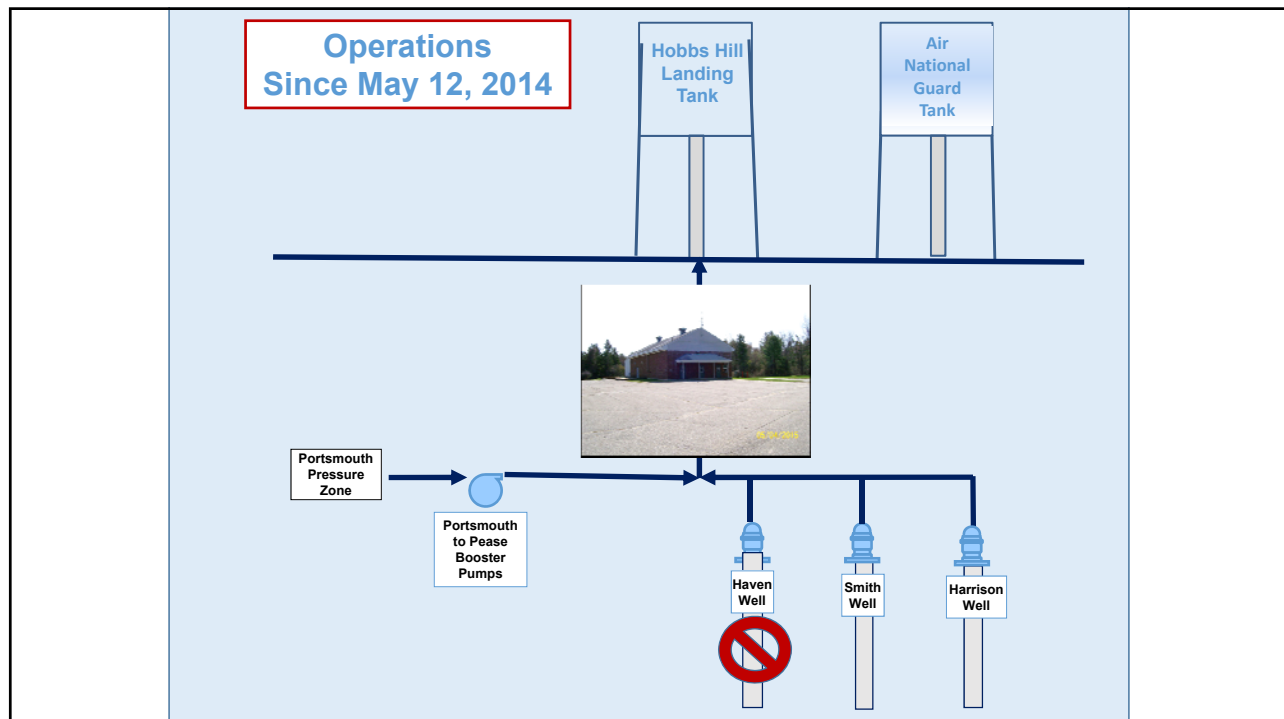 Operations
Since May 12, 2014
Hobbs Hill
Landing
Tank
Air
National
Guard
Tank
Portsmouth
Pressure
Zone
Portsmouth
to Pease
Booster
Pumps
Haven
Well
Smith
Well
Harrison
Well